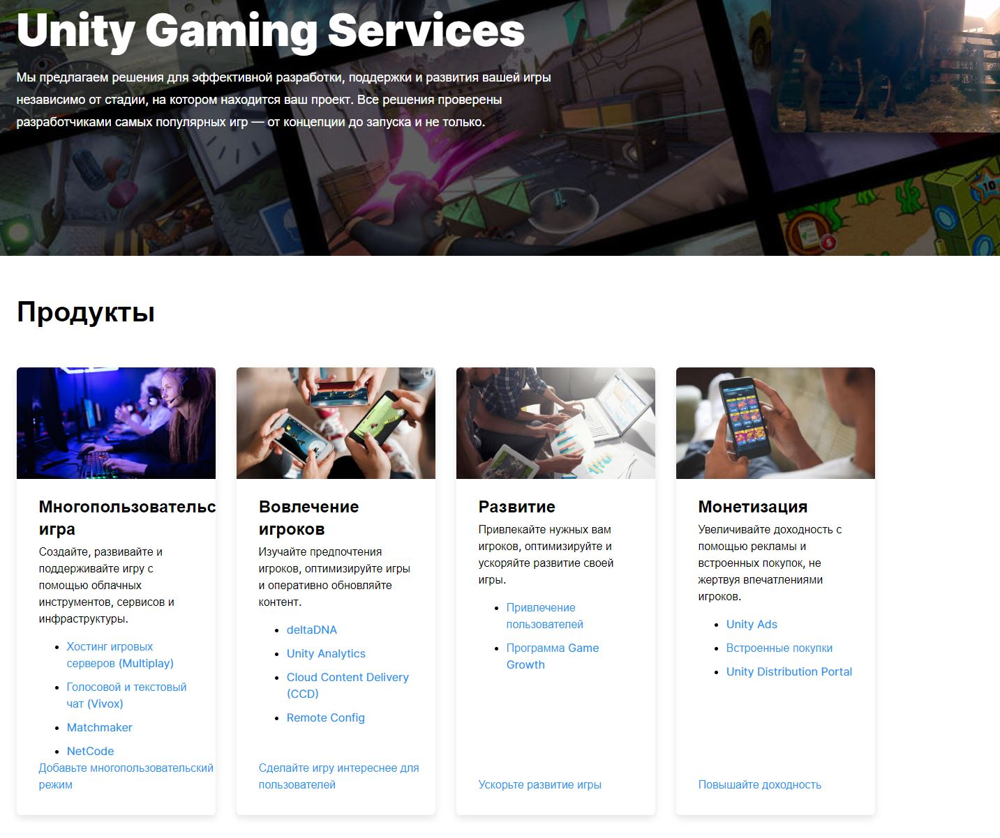 Unity Gaming Services
Мы предлагаем решения для эффективной разработки, поддержки и развития вашей игры
независимо от стадии, на котором находится ваш проект. Все решения проверены
разработчиками самых популярных игр — от концепции до запуска и не только.
10
5
Продукты
Многопользовательс
игра
Создайте, развивайте и
поддерживайте игру с
помощью облачных
инструментов, сервисов и
инфраструктуры.
Хостинг игровых
серверов (Multiplay)
Голосовой и текстовый
чат (Vivox)
Matchmaker
NetCode
Добавьте многопользовательский
режим
Вовлечение
игроков
Изучайте предпочтения
игроков, оптимизируйте игры
и оперативно обновляйте
контент.
deltaDNA
Unity Analytics
Cloud Content Delivery
(CCD)
Remote Config
Сделайте игру интереснее для
пользователей
Развитие
Привлекайте нужных вам
игроков, оптимизируйте и
ускоряйте развитие своей
игры.
Привлечение
пользователей
Программа Game
Growth
Ускорьте развитие игры
Монетизация
Увеличивайте доходность с
помощью рекламы и
встроенных покупок, не
жертвуя впечатлениями
игроков.
Unity Ads
Встроенные покупки
Unity Distribution Portal
Повышайте доходность